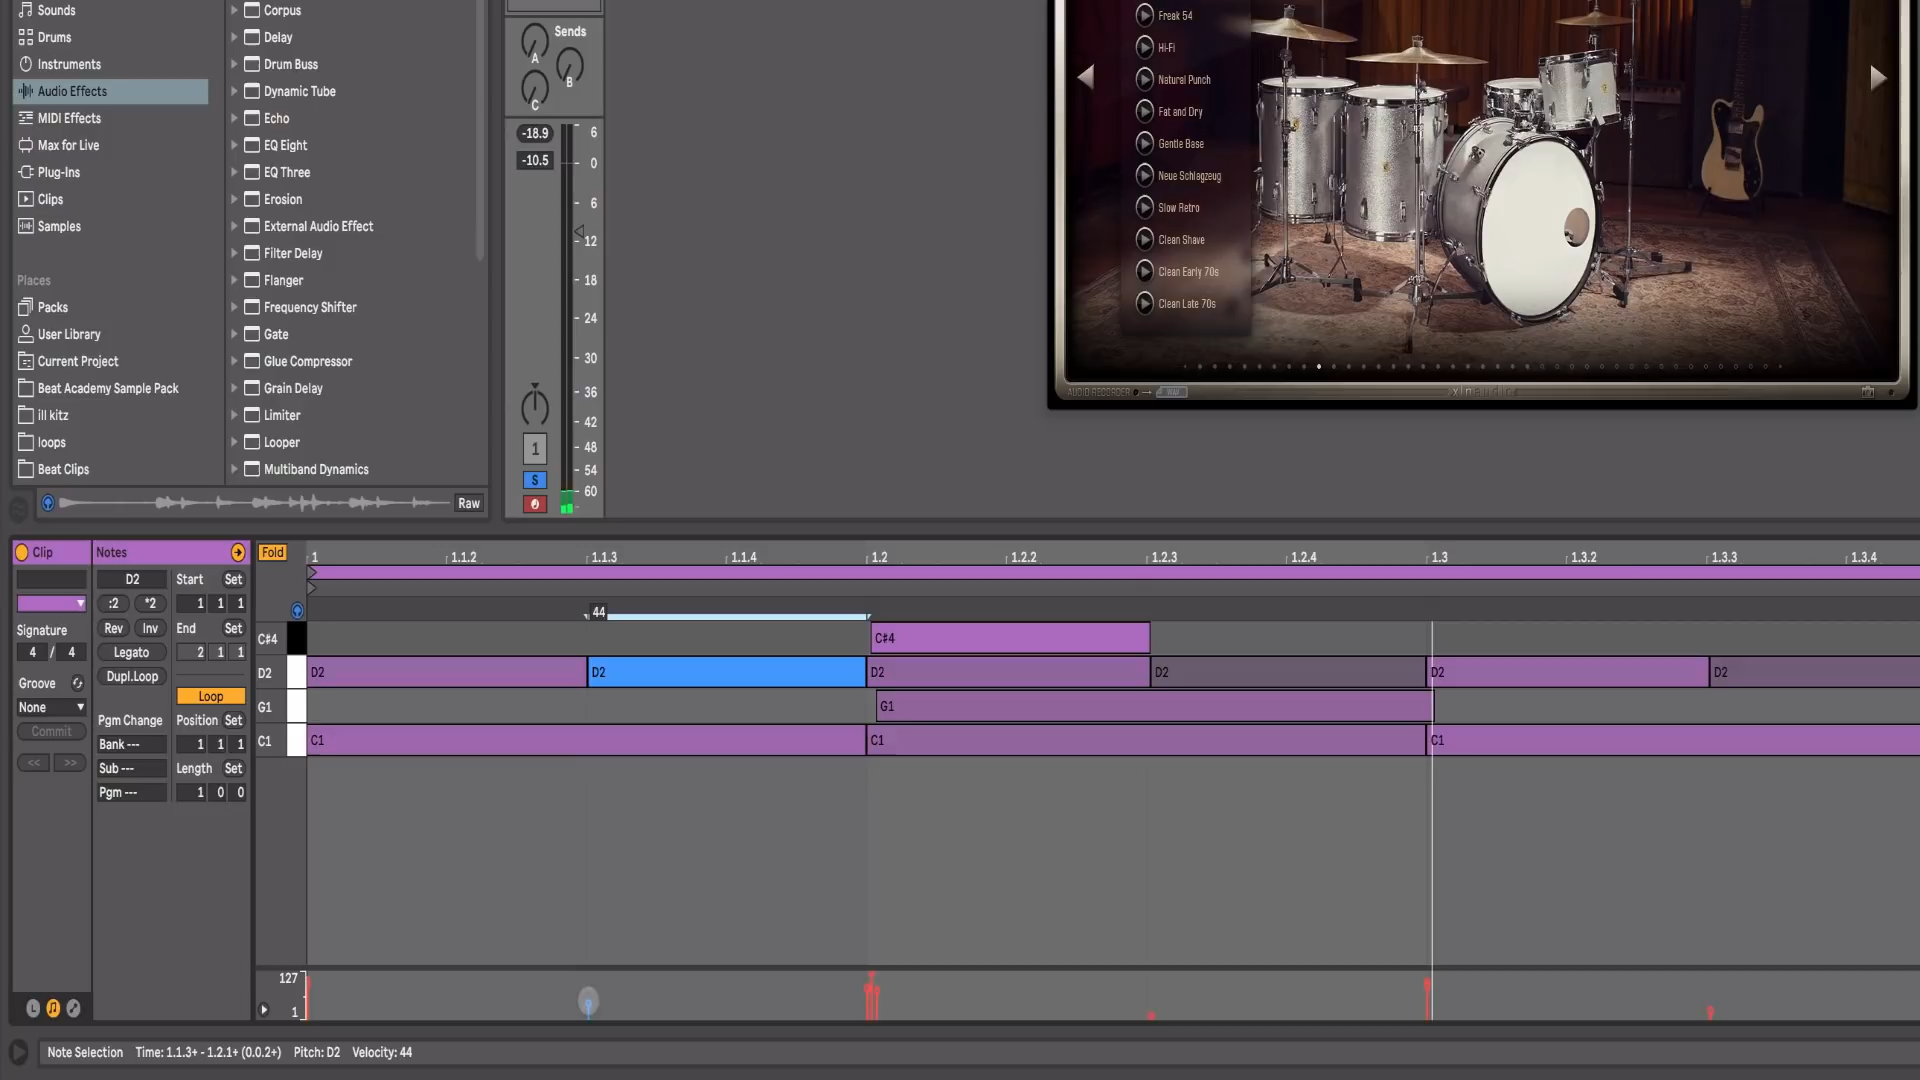 Sounds
Drums
Instruments
Audio Effects
MIDI Effects
Max for Live
Plug-Ins
Clips
Samples
Places
Packs
User Library
Current Project
Beat Academy Sample Pack
ill kitz
loops
Beat Clips
Corpus
Delay
Drum Buss
Dynamic Tube
Echo
EQ Eight
EQ Three
Erosion
External Audio Effect
Filter Delay
Flanger
Frequency Shifter
Gate
Glue Compressor
Grain Delay
Limiter
Looper
Multiband Dynamics
Raw
Sends
A
B
C
-18.9
-10.5
6
0
6
12
18
24
30
36
42
48
54
60
1
S
Freak 54
Hi-Fi
Natural Punch
Fat and Dry
Gentle Base
Neue Schlagzeug
Slow Retro
Clean Shave
Clean Early 70s
Clean Late 70s
AUDIO RECORDER
WAV
xlnaudio
Clip
Signature
4 / 4
Groove
None
Commit
<< >>
Notes
D2
:2 *2
Rev Inv
Legato
Dupl.Loop
Pgm Change
Bank ---
Sub ---
Pgm ---
Start Set
1 1 1
End Set
2 1 1
Loop
Position Set
1 1 1
Length Set
1 0 0
Fold
1 1.1.2 1.1.3 1.1.4 1.2 1.2.2 1.2.3 1.2.4 1.3 1.3.2 1.3.3 1.3.4
44
C#4 C#4
D2 D2 D2 D2 D2 D2 D2
G1 G1
C1 C1 C1 C1
127
1
L
Note Selection Time: 1.1.3+ - 1.2.1+ (0.0.2+) Pitch: D2 Velocity: 44